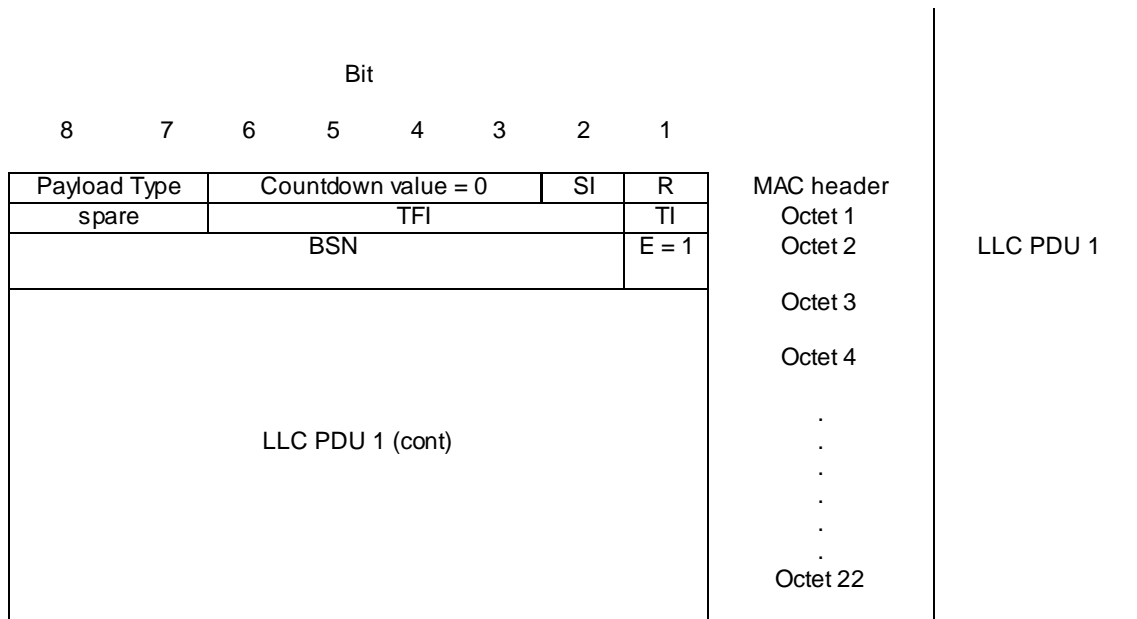 Bit
8 7 6 5 4 3 2 1
Payload Type Countdown value = 0 SI R MAC header
spare TFI TI Octet 1
BSN E = 1 Octet 2 LLC PDU 1
Octet 3
Octet 4
.
.
LLC PDU 1 (cont)
.
.
.
.
Octet 22